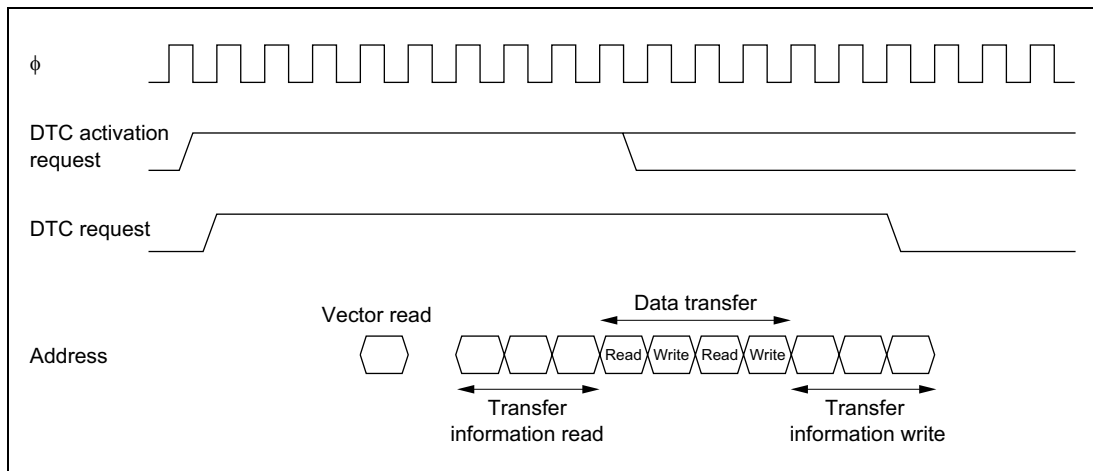 ϕ
DTC activation
request
DTC request
Vector read
Data transfer
Address
Read Write Read Write
Transfer
information read
Transfer
information write